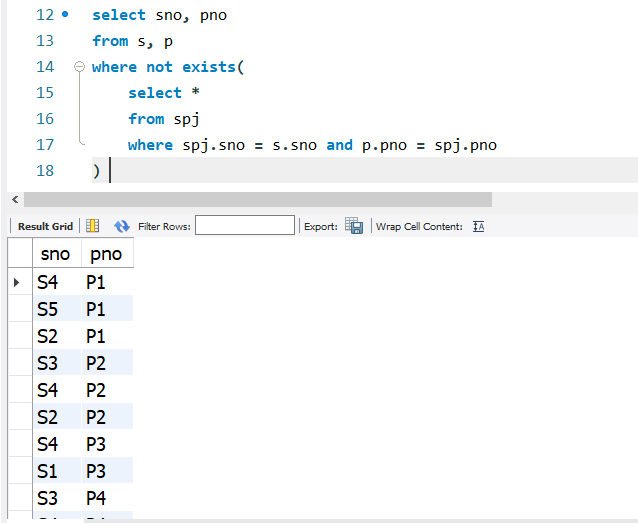 12 select sno, pno
13 from s, p
14 where not exists(
15 select *
16 from spj
17 where spj.sno = s.sno and p.pno = spj.pno
18 )
Result Grid Filter Rows: Export: Wrap Cell Content:
sno pno
S4 P1
S5 P1
S2 P1
S3 P2
S4 P2
S2 P2
S4 P3
S1 P3
S3 P4